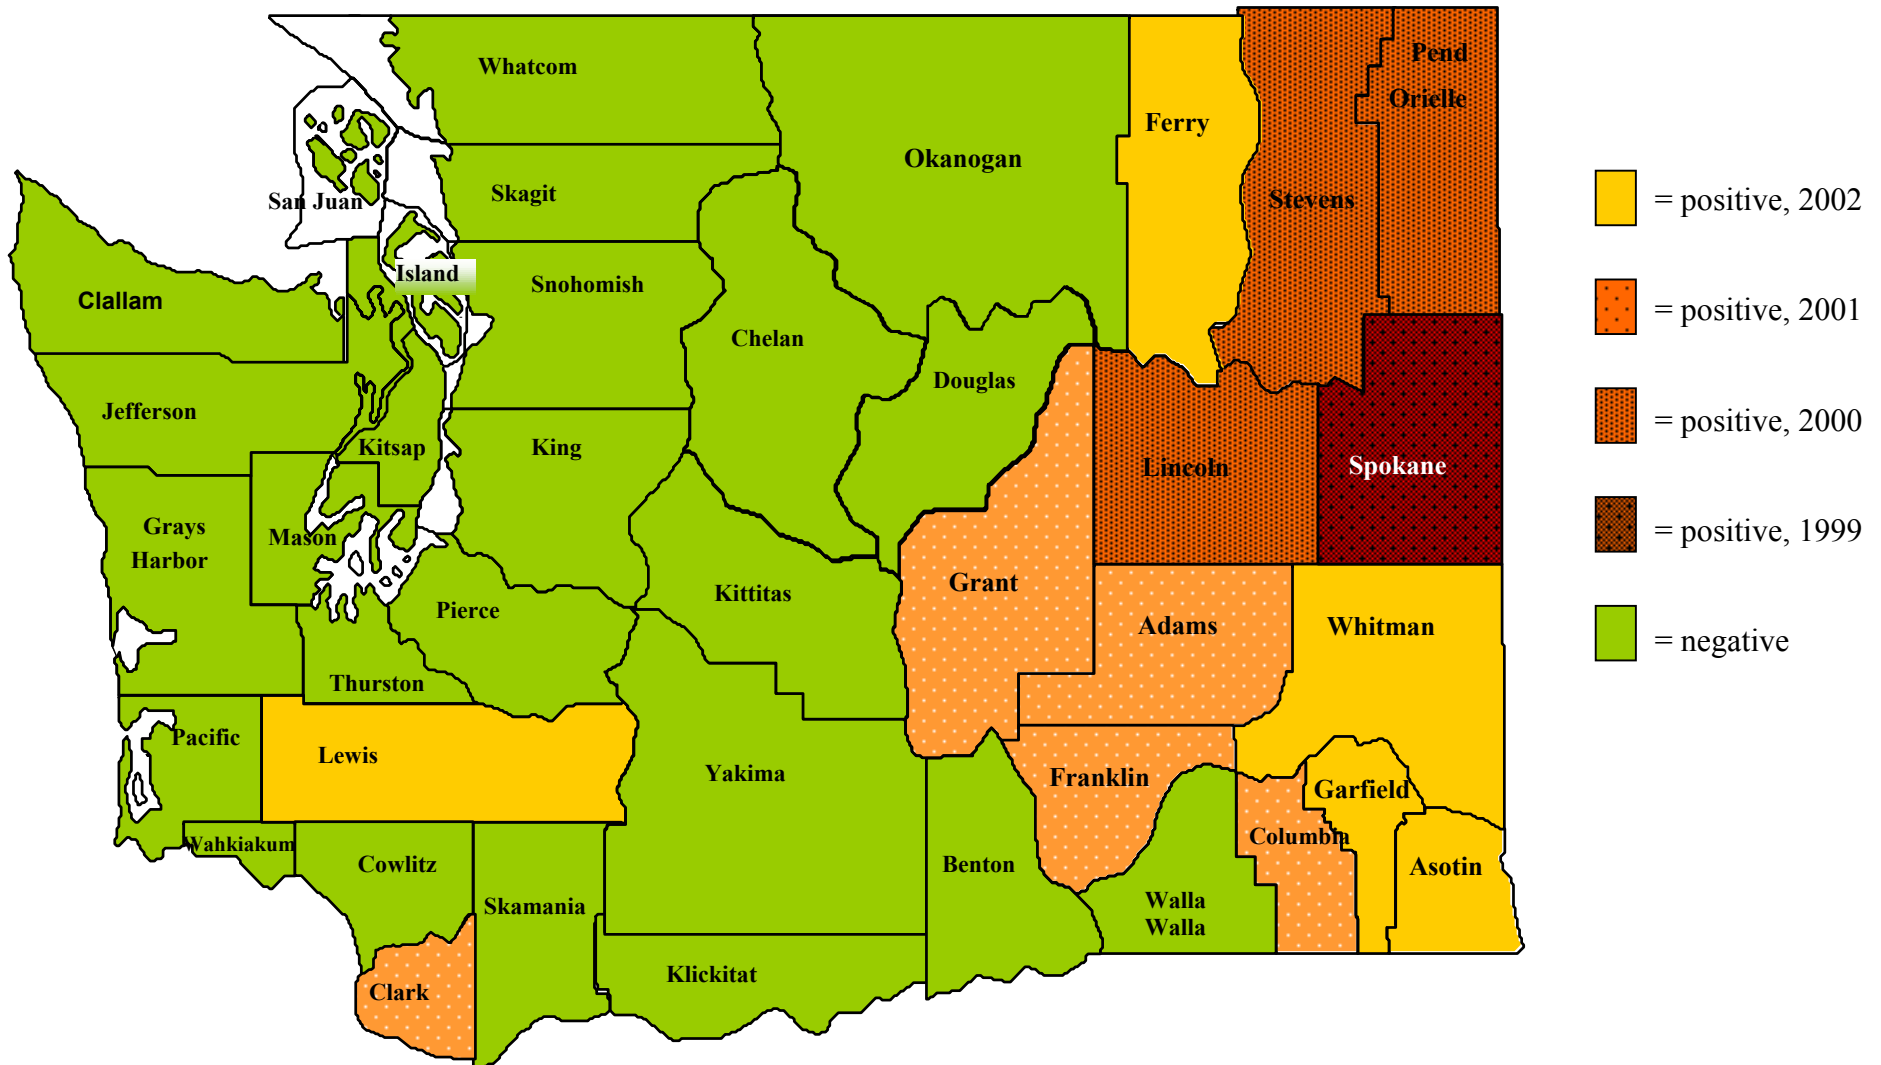 Whatcom
Pend
Orielle
Ferry
Okanogan
Skagit
San Juan
Stevens
Island
Snohomish
Clallam
Chelan
Douglas
Jefferson
Kitsap
King
Lincoln
Spokane
Grays
Harbor
Mason
Grant
Kittitas
Pierce
Adams
Whitman
Thurston
Pacific
Lewis
Yakima
Franklin
Garfield
Columbia
Wahkiakum
Cowlitz
Benton
Asotin
Skamania
Walla
Walla
Klickitat
Clark
= positive, 2002
= positive, 2001
= positive, 2000
= positive, 1999
= negative